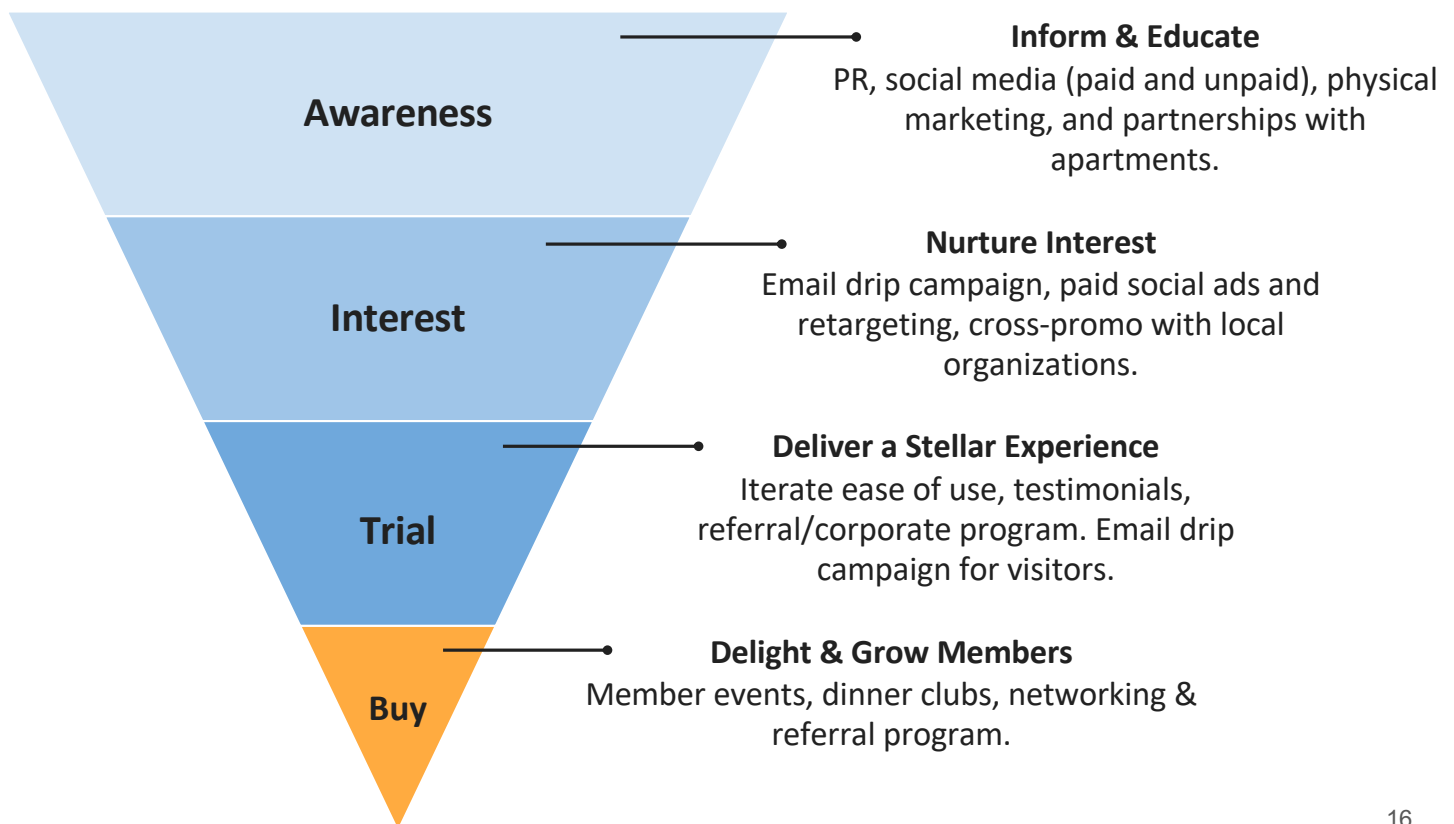 Awareness
Inform & Educate
PR, social media (paid and unpaid), physical
marketing, and partnerships with
apartments.
Interest
Nurture Interest
Email drip campaign, paid social ads and
retargeting, cross-promo with local
organizations.
Trial
Deliver a Stellar Experience
Iterate ease of use, testimonials,
referral/corporate program. Email drip
campaign for visitors.
Buy
Delight & Grow Members
Member events, dinner clubs, networking &
referral program.
16